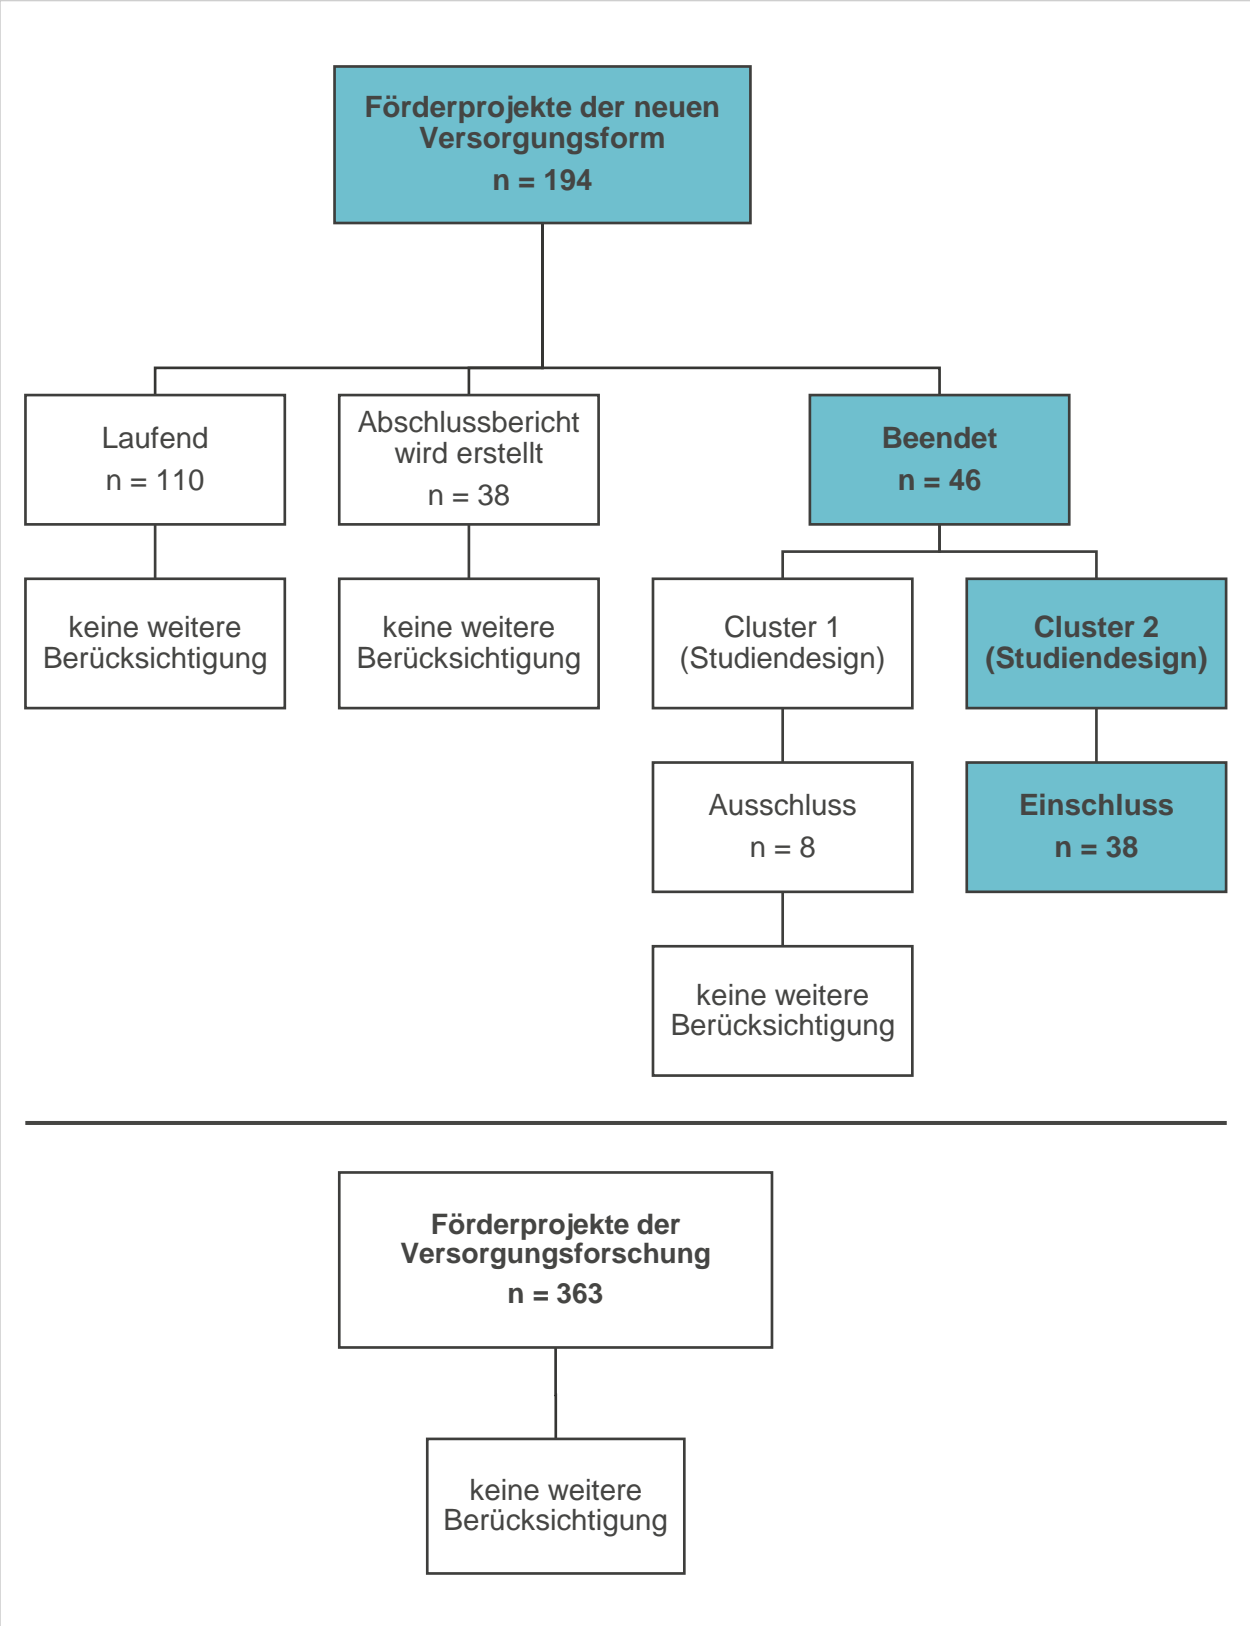 Förderprojekte der neuen
Versorgungsform
n = 194
Laufend
n = 110
Abschlussbericht
wird erstellt
n = 38
Beendet
n = 46
keine weitere
Berücksichtigung
keine weitere
Berücksichtigung
Cluster 1
(Studiendesign)
Cluster 2
(Studiendesign)
Ausschluss
n = 8
Einschluss
n = 38
keine weitere
Berücksichtigung
Förderprojekte der
Versorgungsforschung
n = 363
keine weitere
Berücksichtigung